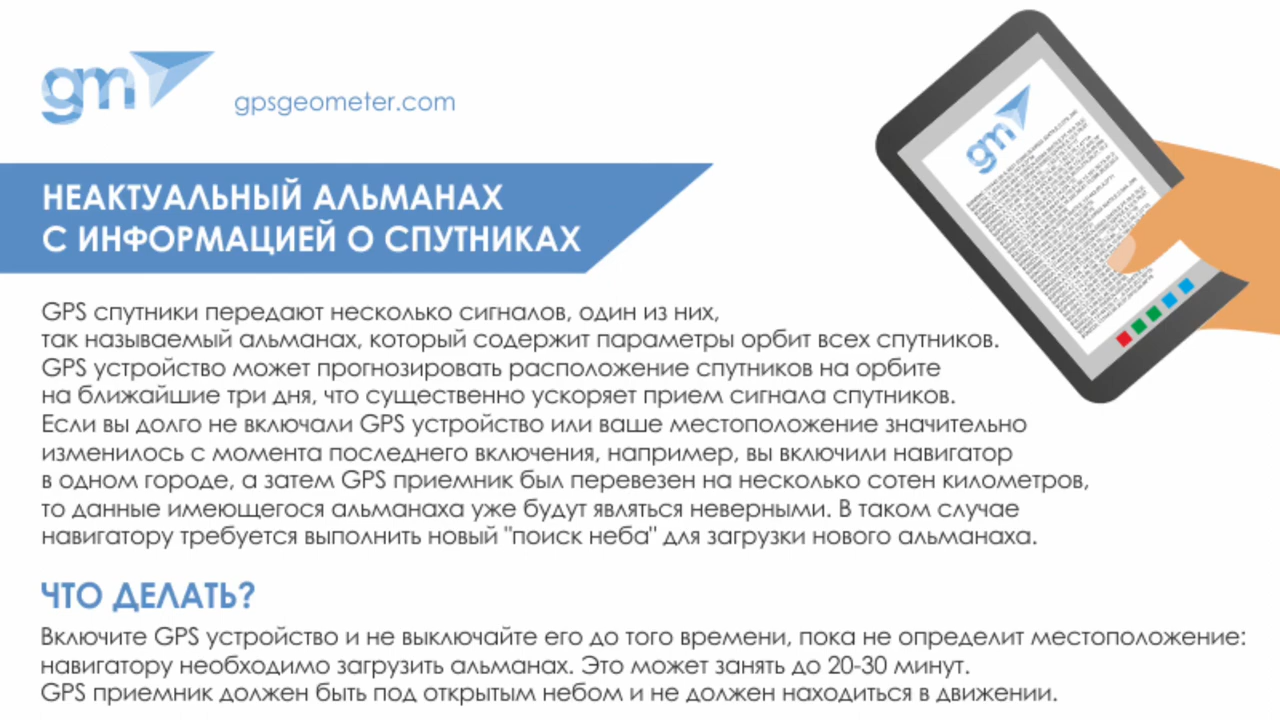 gm
gpsgeometer.com
НЕАКТУАЛЬНЫЙ АЛЬМАНАХ
С ИНФОРМАЦИЕЙ О СПУТНИКАХ
GPS спутники передают несколько сигналов, один из них,
так называемый альманах, который содержит параметры орбит всех спутников.
GPS устройство может прогнозировать расположение спутников на орбите
на ближайшие три дня, что существенно ускоряет прием сигнала спутников.
Если вы долго не включали GPS устройство или ваше местоположение значительно
изменилось с момента последнего включения, например, вы включили навигатор
в одном городе, а затем GPS приемник был перевезен на несколько сотен километров,
то данные имеющегося альманаха уже будут являться неверными. В таком случае
навигатору требуется выполнить новый "поиск неба" для загрузки нового альманаха.
ЧТО ДЕЛАТЬ?
Включите GPS устройство и не выключайте его до того времени, пока не определит местоположение:
навигатору необходимо загрузить альманах. Это может занять до 20-30 минут.
GPS приемник должен быть под открытым небом и не должен находиться в движении.
gm